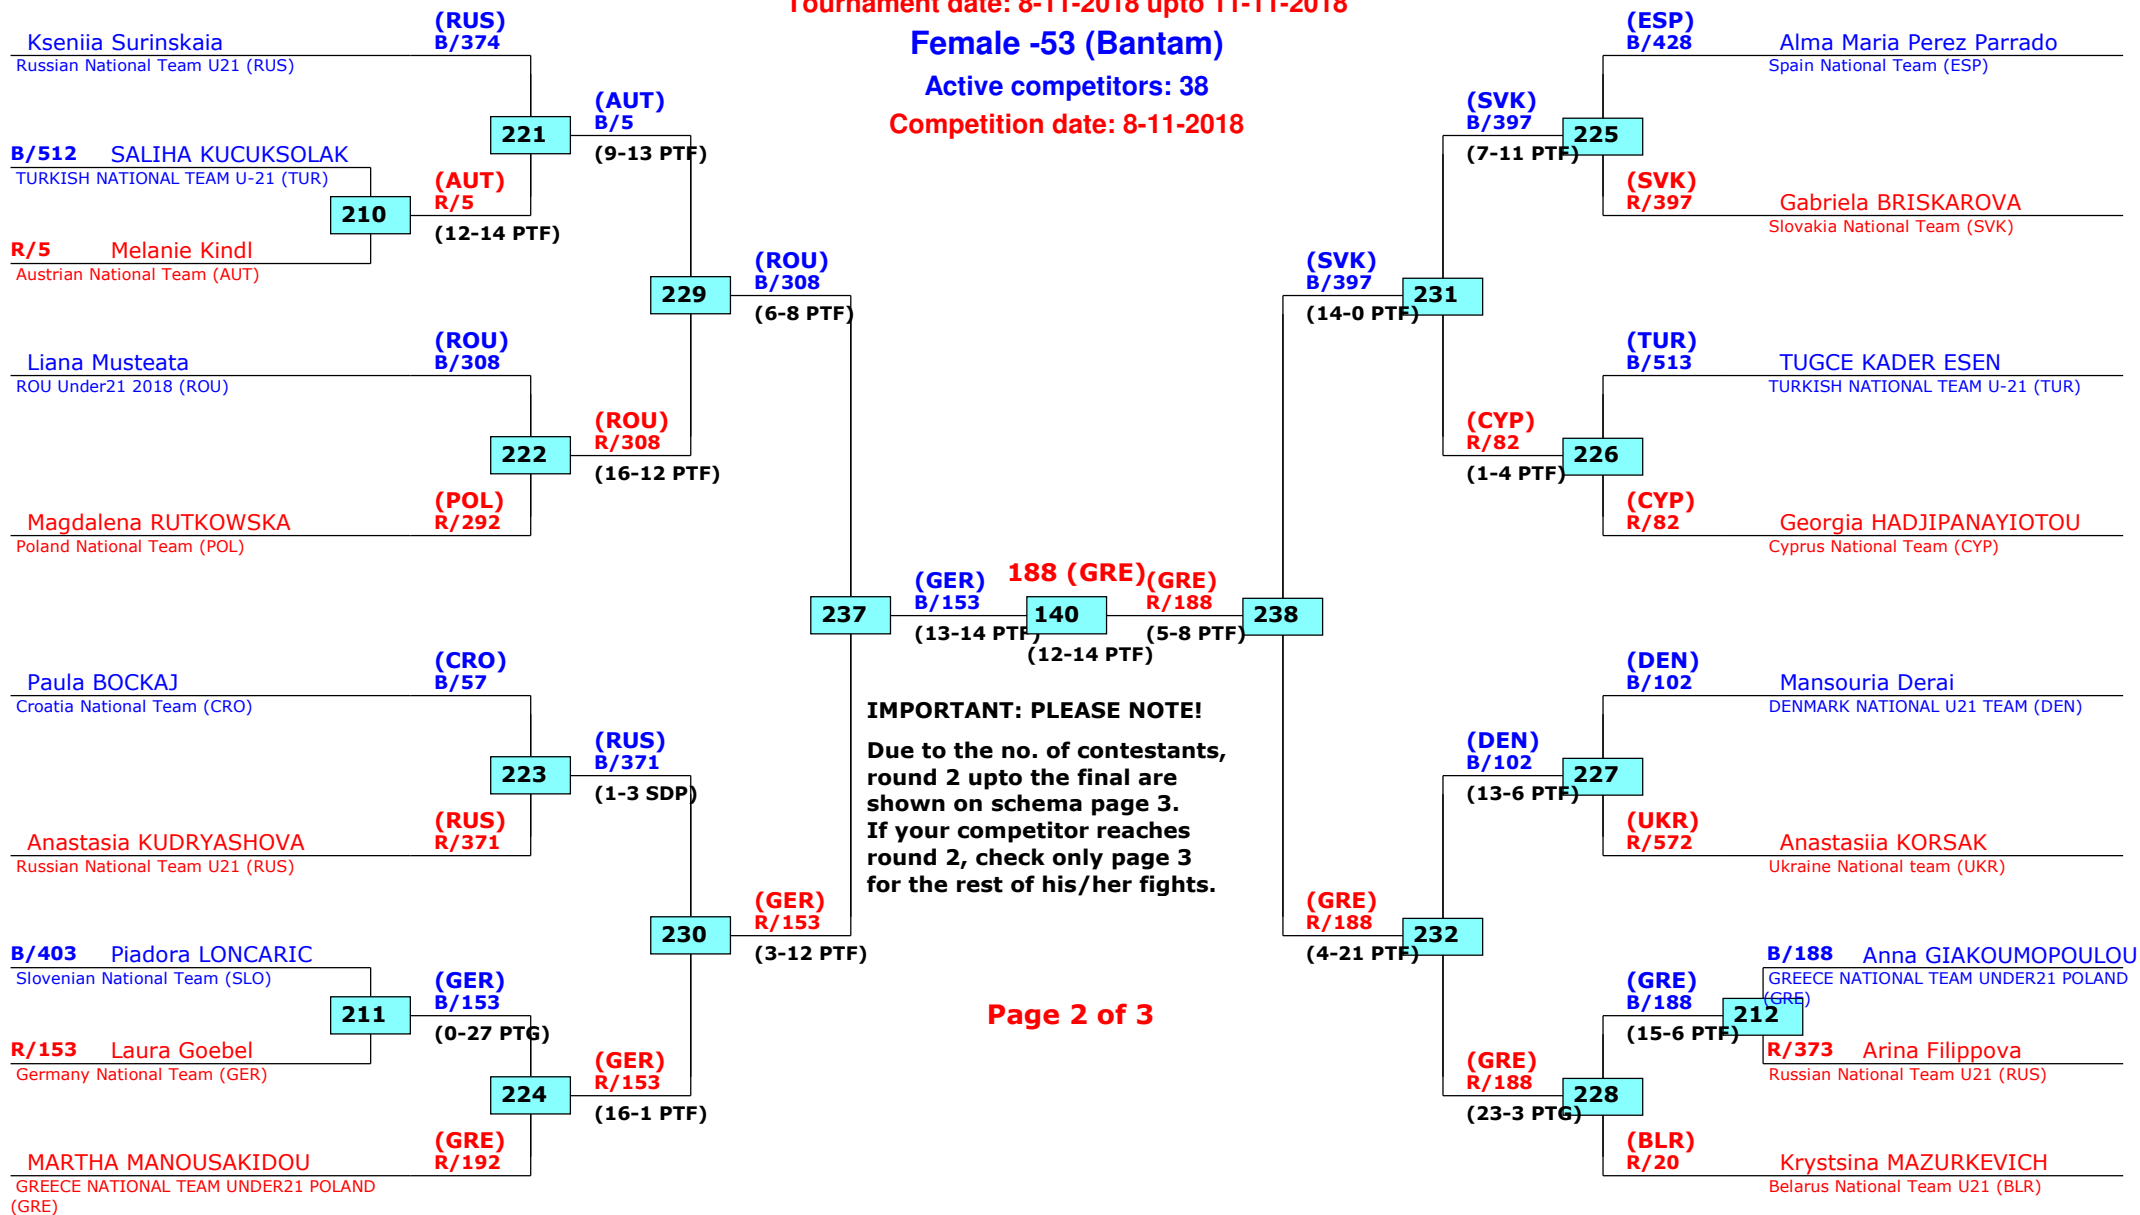 Tournament date: 8-11-2018 upto 11-11-2018
Female -53 (Bantam)
Active competitors: 38
Competition date: 8-11-2018
(RUS)
Kseniia Surinskaia B/374
Russian National Team U21 (RUS)
(AUT)
B/5
221
(9-13 PTF)
B/512 SALIHA KUCUKSOLAK
TURKISH NATIONAL TEAM U-21 (TUR)
(AUT)
R/5
210
(12-14 PTF)
R/5 Melanie Kindl
Austrian National Team (AUT)
(ROU)
B/308
229
(6-8 PTF)
(ROU)
Liana Musteata B/308
ROU Under21 2018 (ROU)
(ROU)
R/308
222
(16-12 PTF)
(POL)
Magdalena RUTKOWSKA R/292
Poland National Team (POL)
237
(GER)
B/153
(13-14 PTF)
188 (GRE)
140
(12-14 PTF)
(GRE)
R/188
(5-8 PTF)
238
(CRO)
Paula BOCKAJ B/57
Croatia National Team (CRO)
(RUS)
B/371
223
(1-3 SDP)
(RUS)
Anastasia KUDRYASHOVA R/371
Russian National Team U21 (RUS)
(GER)
R/153
230
(3-12 PTF)
B/403 Piadora LONCARIC
Slovenian National Team (SLO)
(GER)
B/153
211
(0-27 PTG)
R/153 Laura Goebel
Germany National Team (GER)
(GER)
R/153
224
(16-1 PTF)
(GRE)
MARTHA MANOUSAKIDOU R/192
GREECE NATIONAL TEAM UNDER21 POLAND
(GRE)
IMPORTANT: PLEASE NOTE!
Due to the no. of contestants,
round 2 upto the final are
shown on schema page 3.
If your competitor reaches
round 2, check only page 3
for the rest of his/her fights.
Page 2 of 3
(ESP)
B/428 Alma Maria Perez Parrado
Spain National Team (ESP)
(SVK)
B/397
225
(7-11 PTF)
(SVK)
R/397 Gabriela BRISKAROVA
Slovakia National Team (SVK)
(SVK)
B/397
231
(14-0 PTF)
(TUR)
B/513 TUGCE KADER ESEN
TURKISH NATIONAL TEAM U-21 (TUR)
(CYP)
R/82
226
(1-4 PTF)
(CYP)
R/82 Georgia HADJIPANAYIOTOU
Cyprus National Team (CYP)
(DEN)
B/102 Mansouria Derai
DENMARK NATIONAL U21 TEAM (DEN)
(DEN)
B/102
227
(13-6 PTF)
(UKR)
R/572 Anastasiia KORSAK
Ukraine National team (UKR)
(GRE)
R/188
232
(4-21 PTF)
B/188 Anna GIAKOUMOPOULOU
GREECE NATIONAL TEAM UNDER21 POLAND
(GRE)
(GRE)
B/188
212
(15-6 PTF)
R/373 Arina Filippova
Russian National Team U21 (RUS)
(GRE)
R/188
228
(23-3 PTG)
(BLR)
R/20 Krystsina MAZURKEVICH
Belarus National Team U21 (BLR)